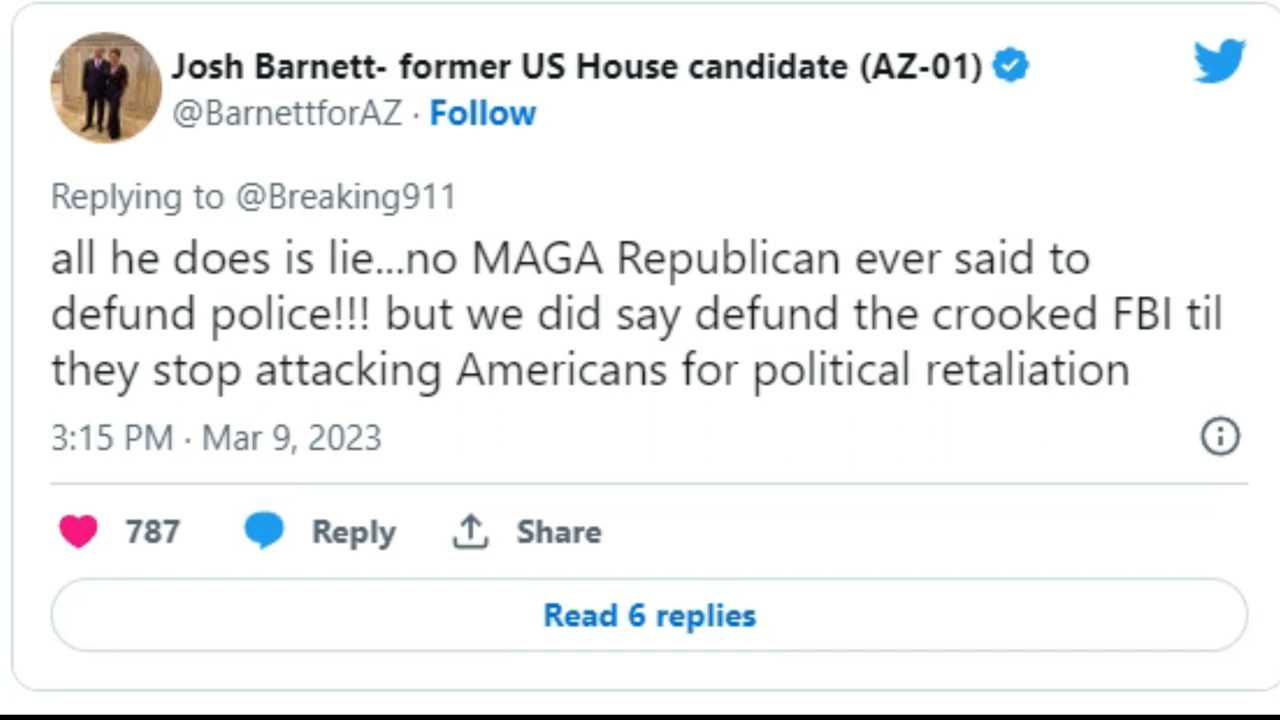 Josh Barnett- former US House candidate (AZ-01)
@BarnettforAZ · Follow
Replying to @Breaking911
all he does is lie...no MAGA Republican ever said to
defund police!!! but we did say defund the crooked FBI til
they stop attacking Americans for political retaliation
3:15 PM · Mar 9, 2023
787 Reply Share
Read 6 replies